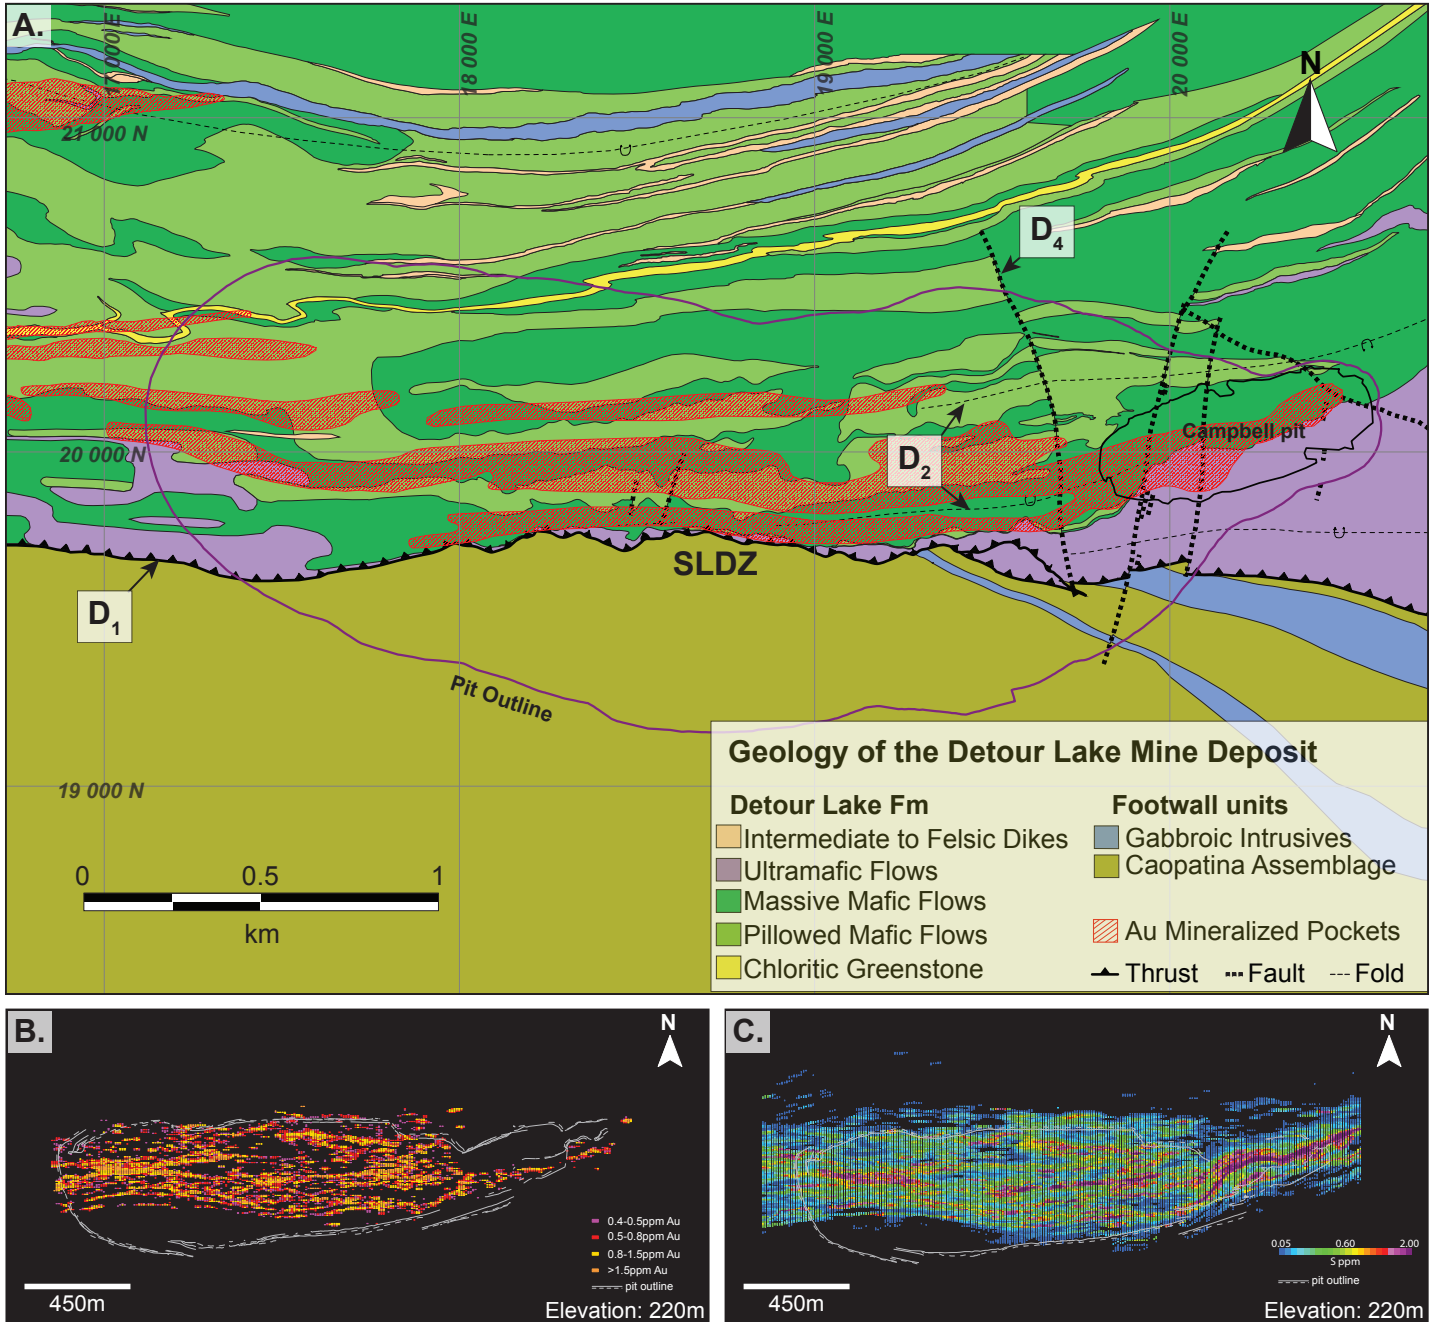 A.
17 000 E
18 000 E
19 000 E
20 000 E
N
21 000 N
D4
20 000 N
Campbell pit
D2
SLDZ
D1
Pit Outline
19 000 N
0 0.5 1
km
Geology of the Detour Lake Mine Deposit
Detour Lake Fm
Intermediate to Felsic Dikes
Ultramafic Flows
Massive Mafic Flows
Pillowed Mafic Flows
Chloritic Greenstone
Footwall units
Gabbroic Intrusives
Caopatina Assemblage
Au Mineralized Pockets
Thrust Fault Fold
B.
N
0.4-0.5ppm Au
0.5-0.8ppm Au
0.8-1.5ppm Au
>1.5ppm Au
pit outline
450m
Elevation: 220m
C.
N
0.05 0.60 2.00
S ppm
pit outline
450m
Elevation: 220m